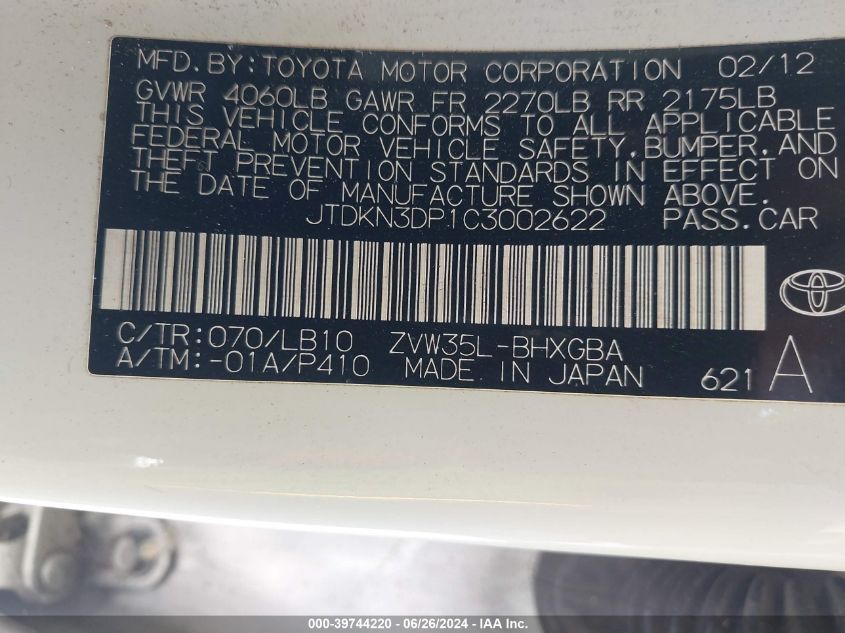 MFD. BY: TOYOTA MOTOR CORPORATION 02/12
GVWR 4060LB GAWR FR 2270LB RR 2175LB
THIS VEHICLE CONFORMS TO ALL APPLICABLE
FEDERAL MOTOR VEHICLE SAFETY, BUMPER, AND
THEFT PREVENTION STANDARDS IN EFFECT ON
THE DATE OF MANUFACTURE SHOWN ABOVE.
JTDKN3DP1C3002622 PASS. CAR
C/TR: 070/LB10 ZVW35L-BHXGBA
A/TM: -01A/P410 MADE IN JAPAN 621 A
000-39744220 - 06/26/2024 - IAA Inc.